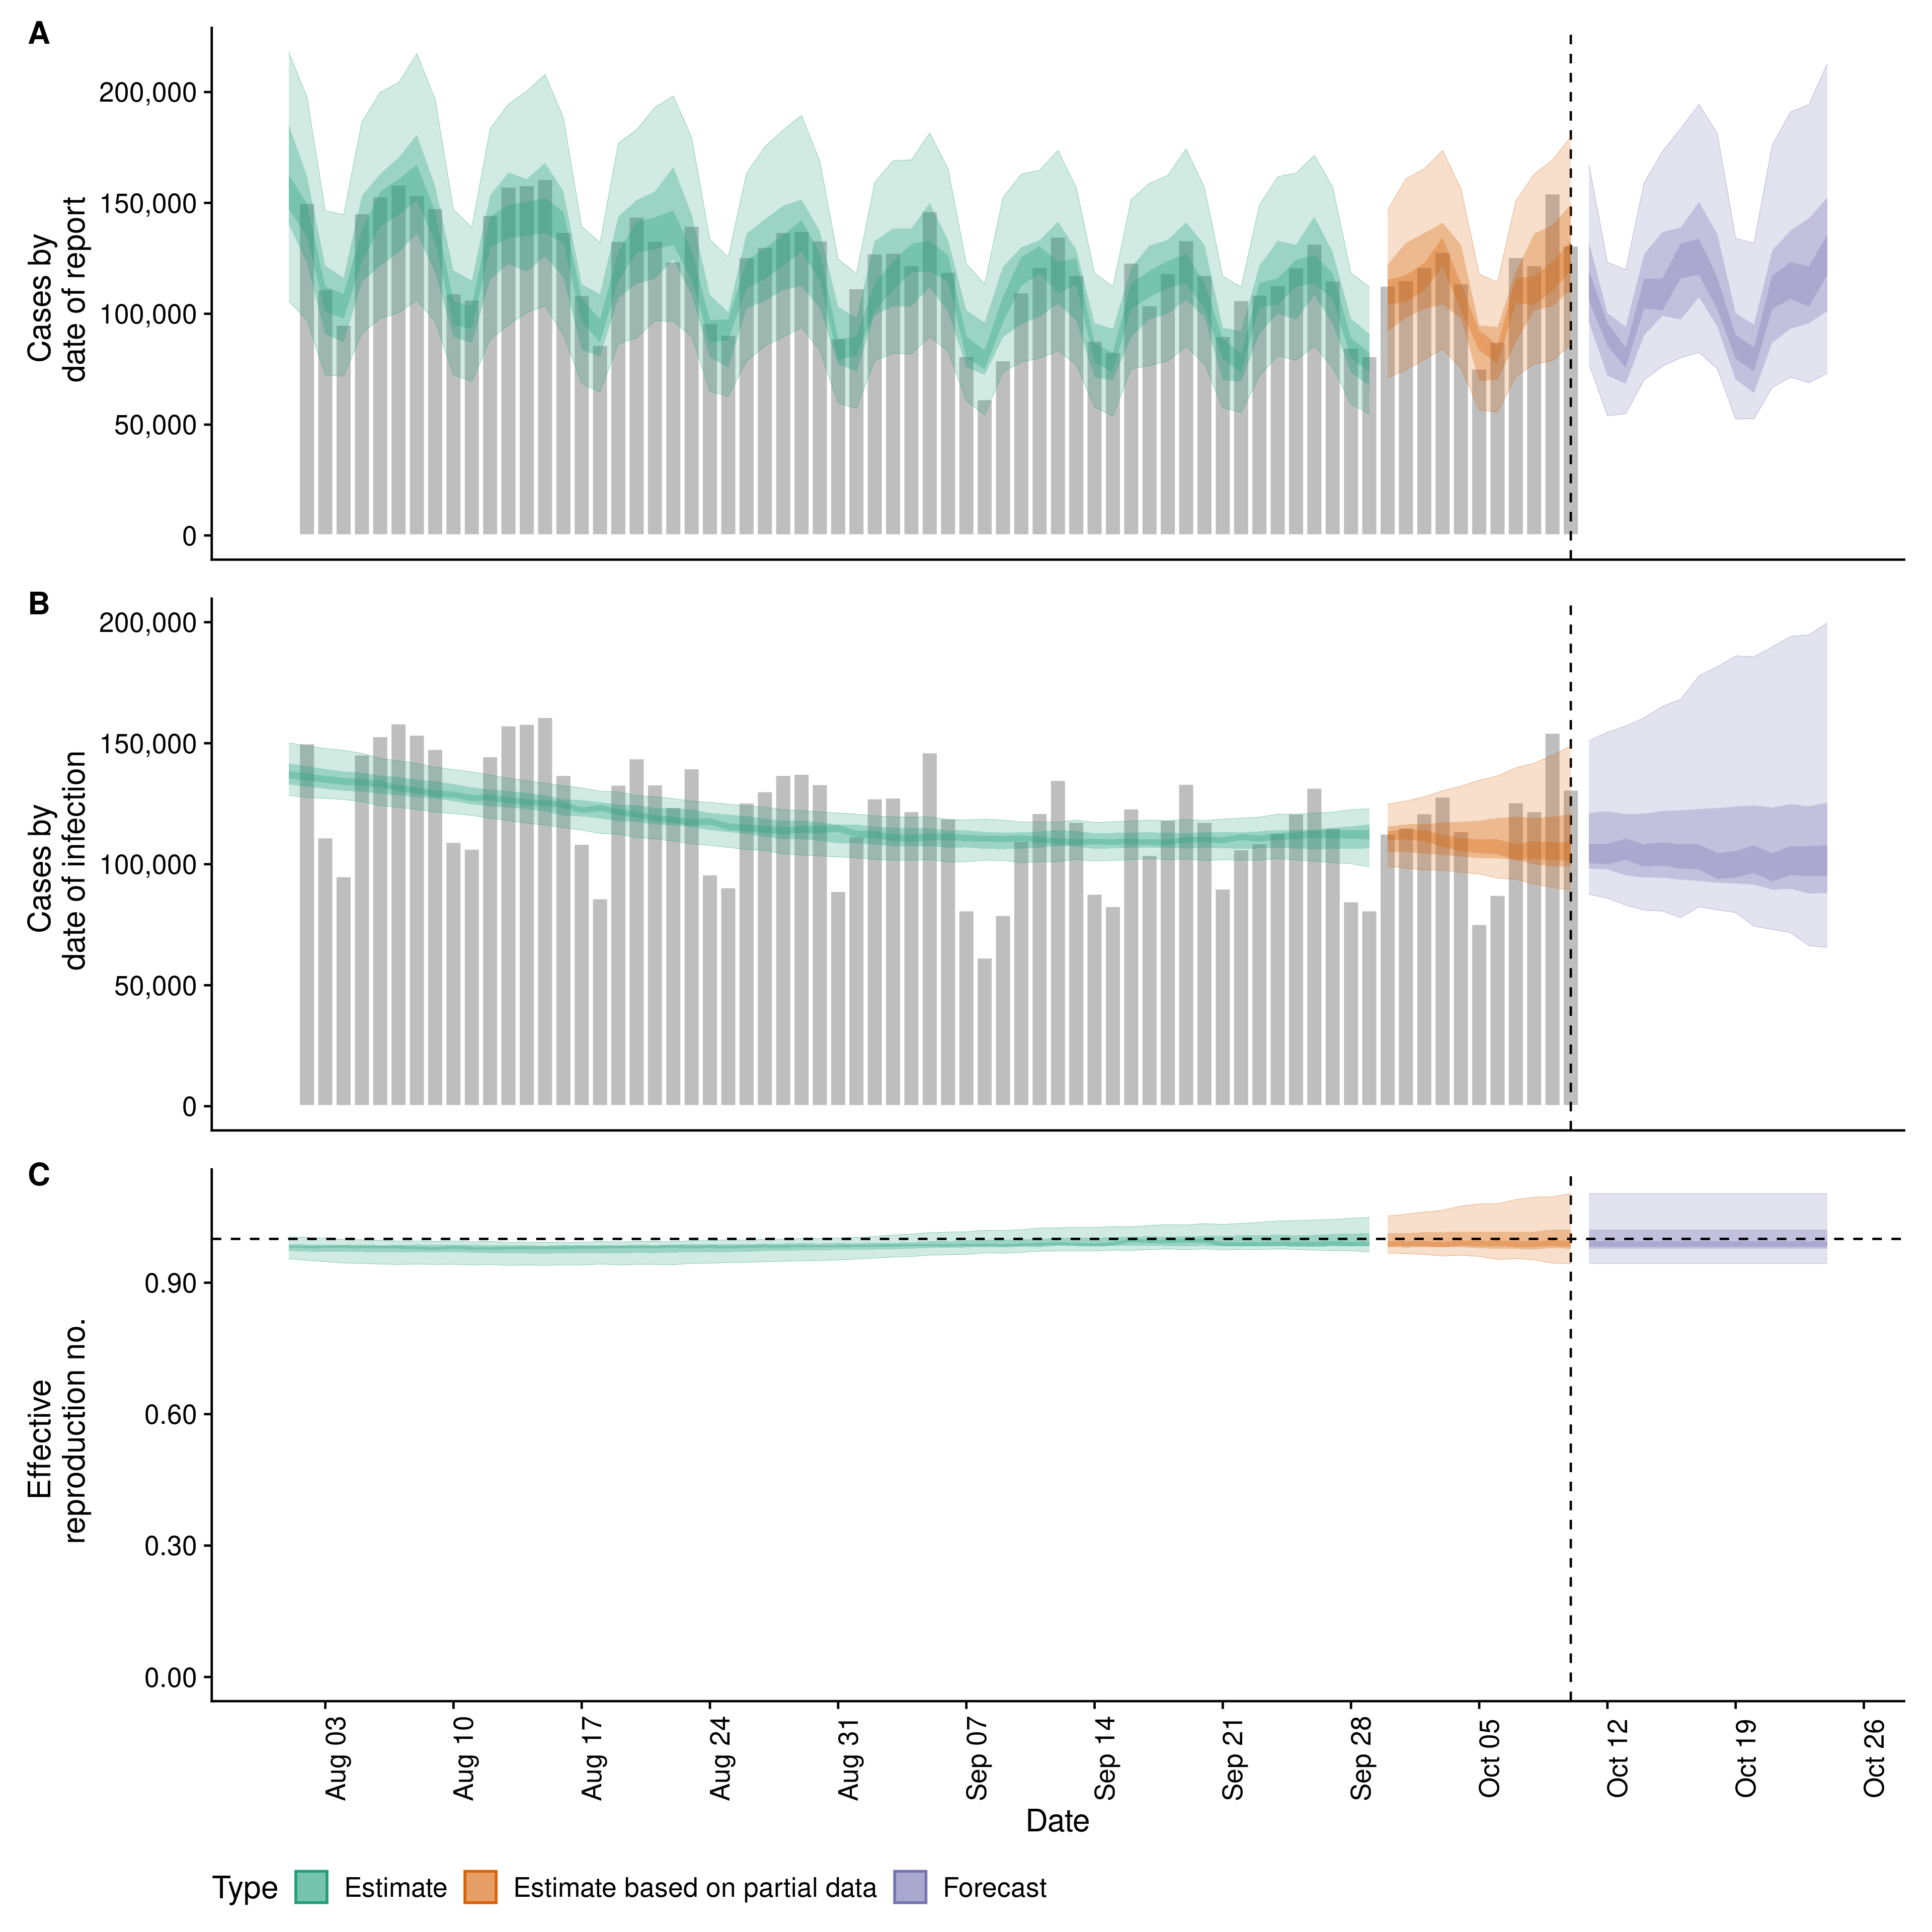 A
Cases by
date of report
200,000
150,000
100,000
50,000
0
B
Cases by
date of infection
200,000
150,000
100,000
50,000
0
C
Effective
reproduction no.
0.90
0.60
0.30
0.00
Aug 03
Aug 10
Aug 17
Aug 24
Aug 31
Sep 07
Sep 14
Sep 21
Sep 28
Oct 05
Oct 12
Oct 19
Oct 26
Date
Type Estimate Estimate based on partial data Forecast